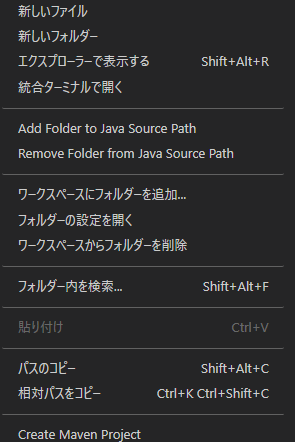 新しいファイル
新しいフォルダー
エクスプローラーで表示する Shift+Alt+R
統合ターミナルで開く
Add Folder to Java Source Path
Remove Folder from Java Source Path
ワークスペースにフォルダーを追加...
フォルダーの設定を開く
ワークスペースからフォルダーを削除
フォルダー内を検索... Shift+Alt+F
貼り付け Ctrl+V
パスのコピー Shift+Alt+C
相対パスをコピー Ctrl+K Ctrl+Shift+C
Create Maven Project